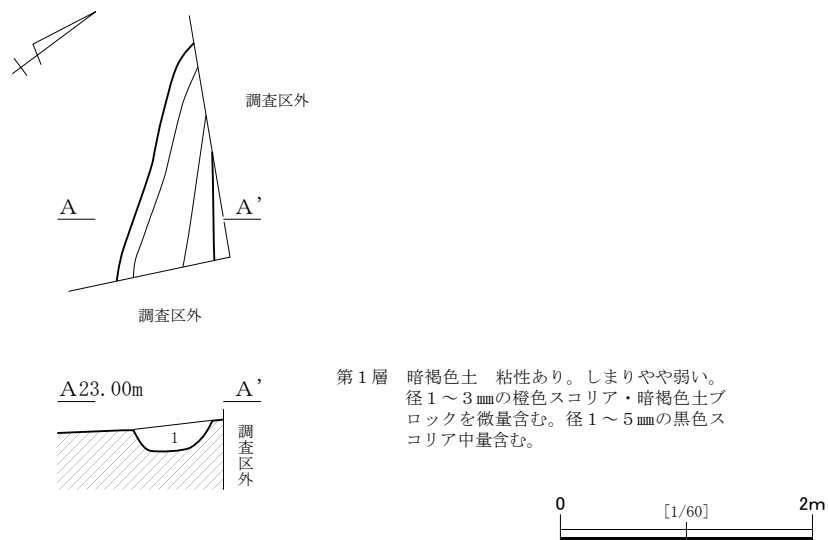 調査区外
A A’
調査区外
A23.00m A’
1
調査区外
第1層 暗褐色土 粘性あり。しまりやや弱い。
径1～3㎜の橙色スコリア・暗褐色土ブ
ロックを微量含む。径1～5㎜の黒色ス
コリア中量含む。
0 [1/60] 2m